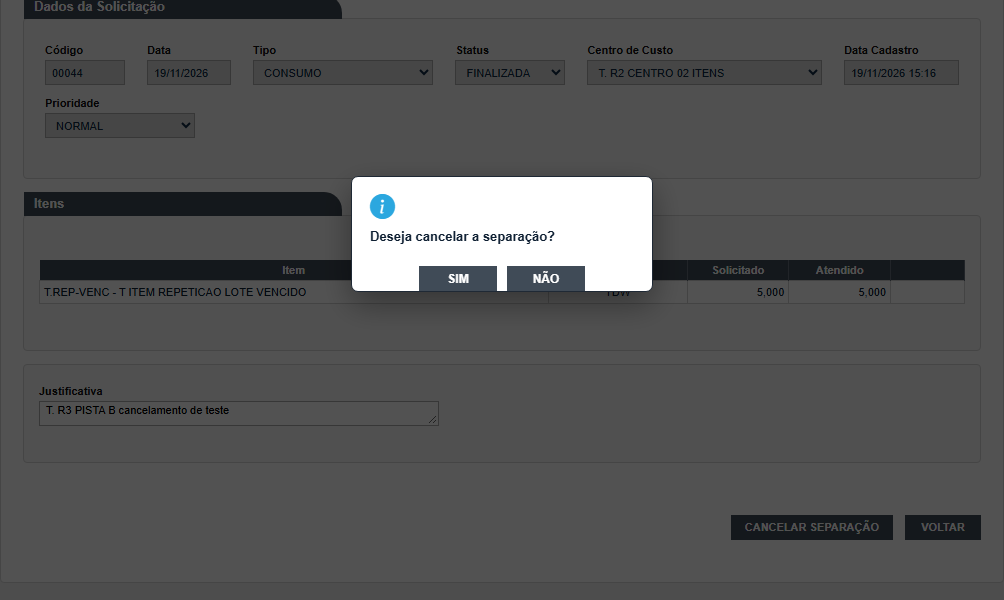 Dados da Solicitação
Código Data Tipo Status Centro de Custo Data Cadastro
00044 19/11/2026 CONSUMO FINALIZADA T. R2 CENTRO 02 ITENS 19/11/2026 15:16
Prioridade
NORMAL
Itens
i
Deseja cancelar a separação?
SIM NÃO
Item Solicitado Atendido
T.REP-VENC - T ITEM REPETICAO LOTE VENCIDO 5,000 5,000
Justificativa
T. R3 PISTA B cancelamento de teste
CANCELAR SEPARAÇÃO VOLTAR